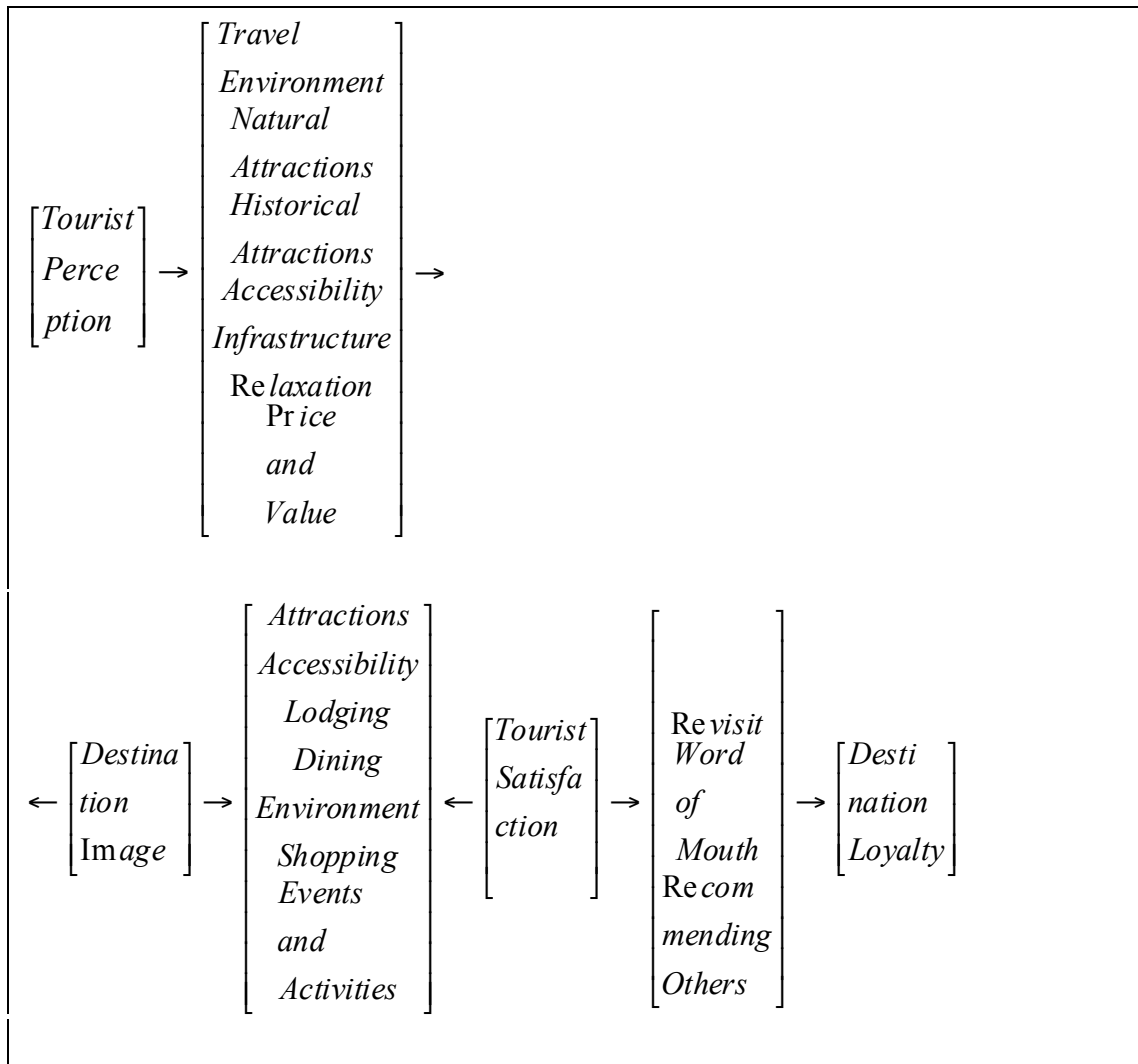 Tourist
Perce
ption
→
Travel
Environment
Natural
Attractions
Historical
Attractions
Accessibility
Infrastructure
Relaxation
Price
and
Value
→
←
Destina
tion
Image
→
Attractions
Accessibility
Lodging
Dining
Environment
Shopping
Events
and
Activities
←
Tourist
Satisfa
ction
→
Revisit
Word
of
Mouth
Recom
mending
Others
→
Desti
nation
Loyalty